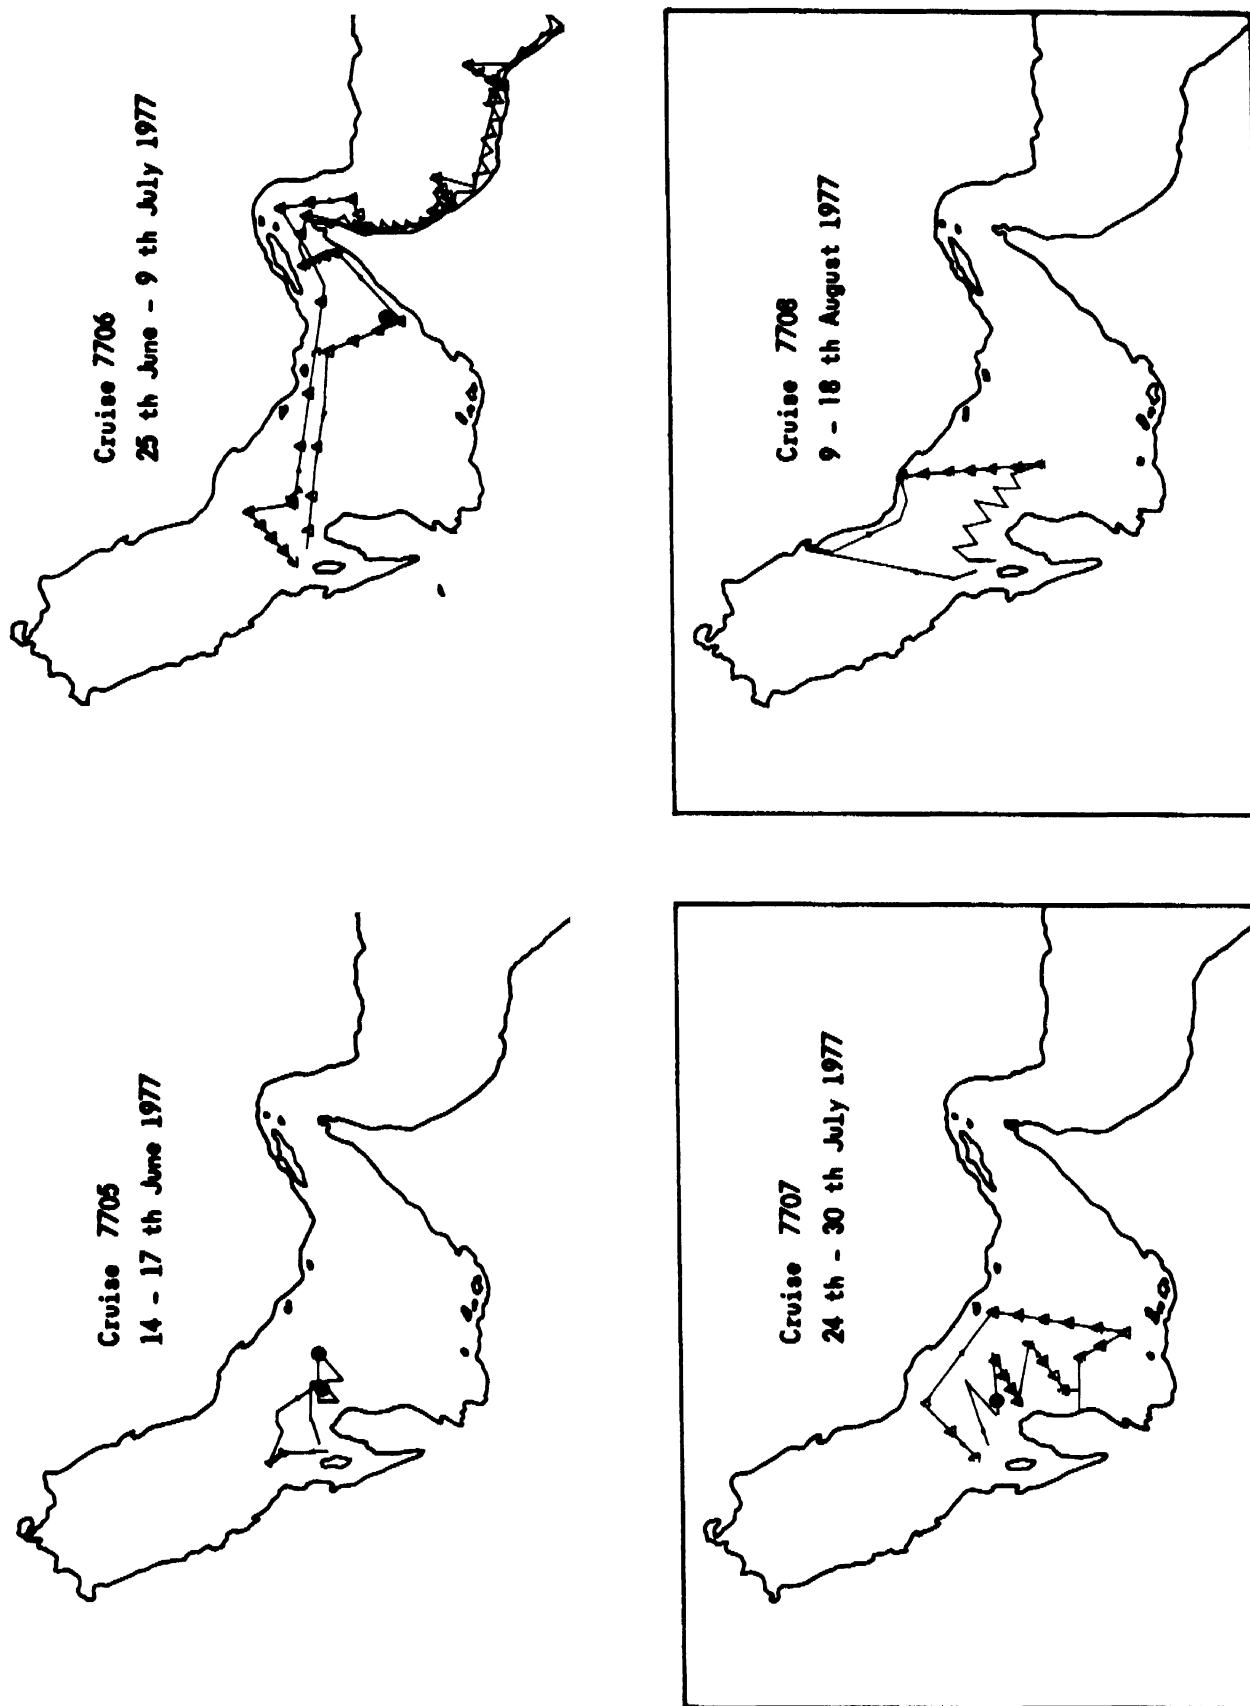 Cruise 7705
14 - 17 th June 1977
Cruise 7706
25 th June - 9 th July 1977
Cruise 7707
24 th - 30 th July 1977
Cruise 7708
9 - 18 th August 1977